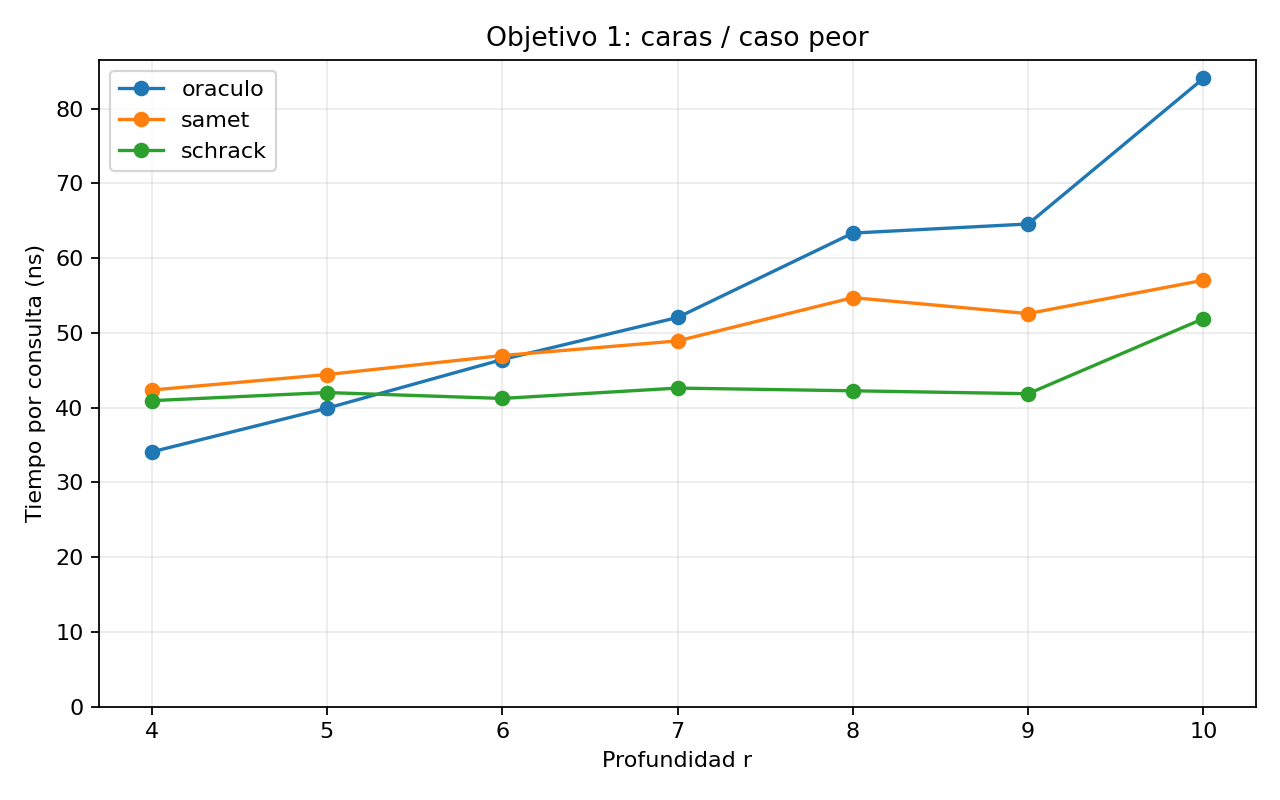 Objetivo 1: caras / caso peor
oraculo
samet
schrack
Tiempo por consulta (ns)
80
70
60
50
40
30
20
10
0
4 5 6 7 8 9 10
Profundidad r